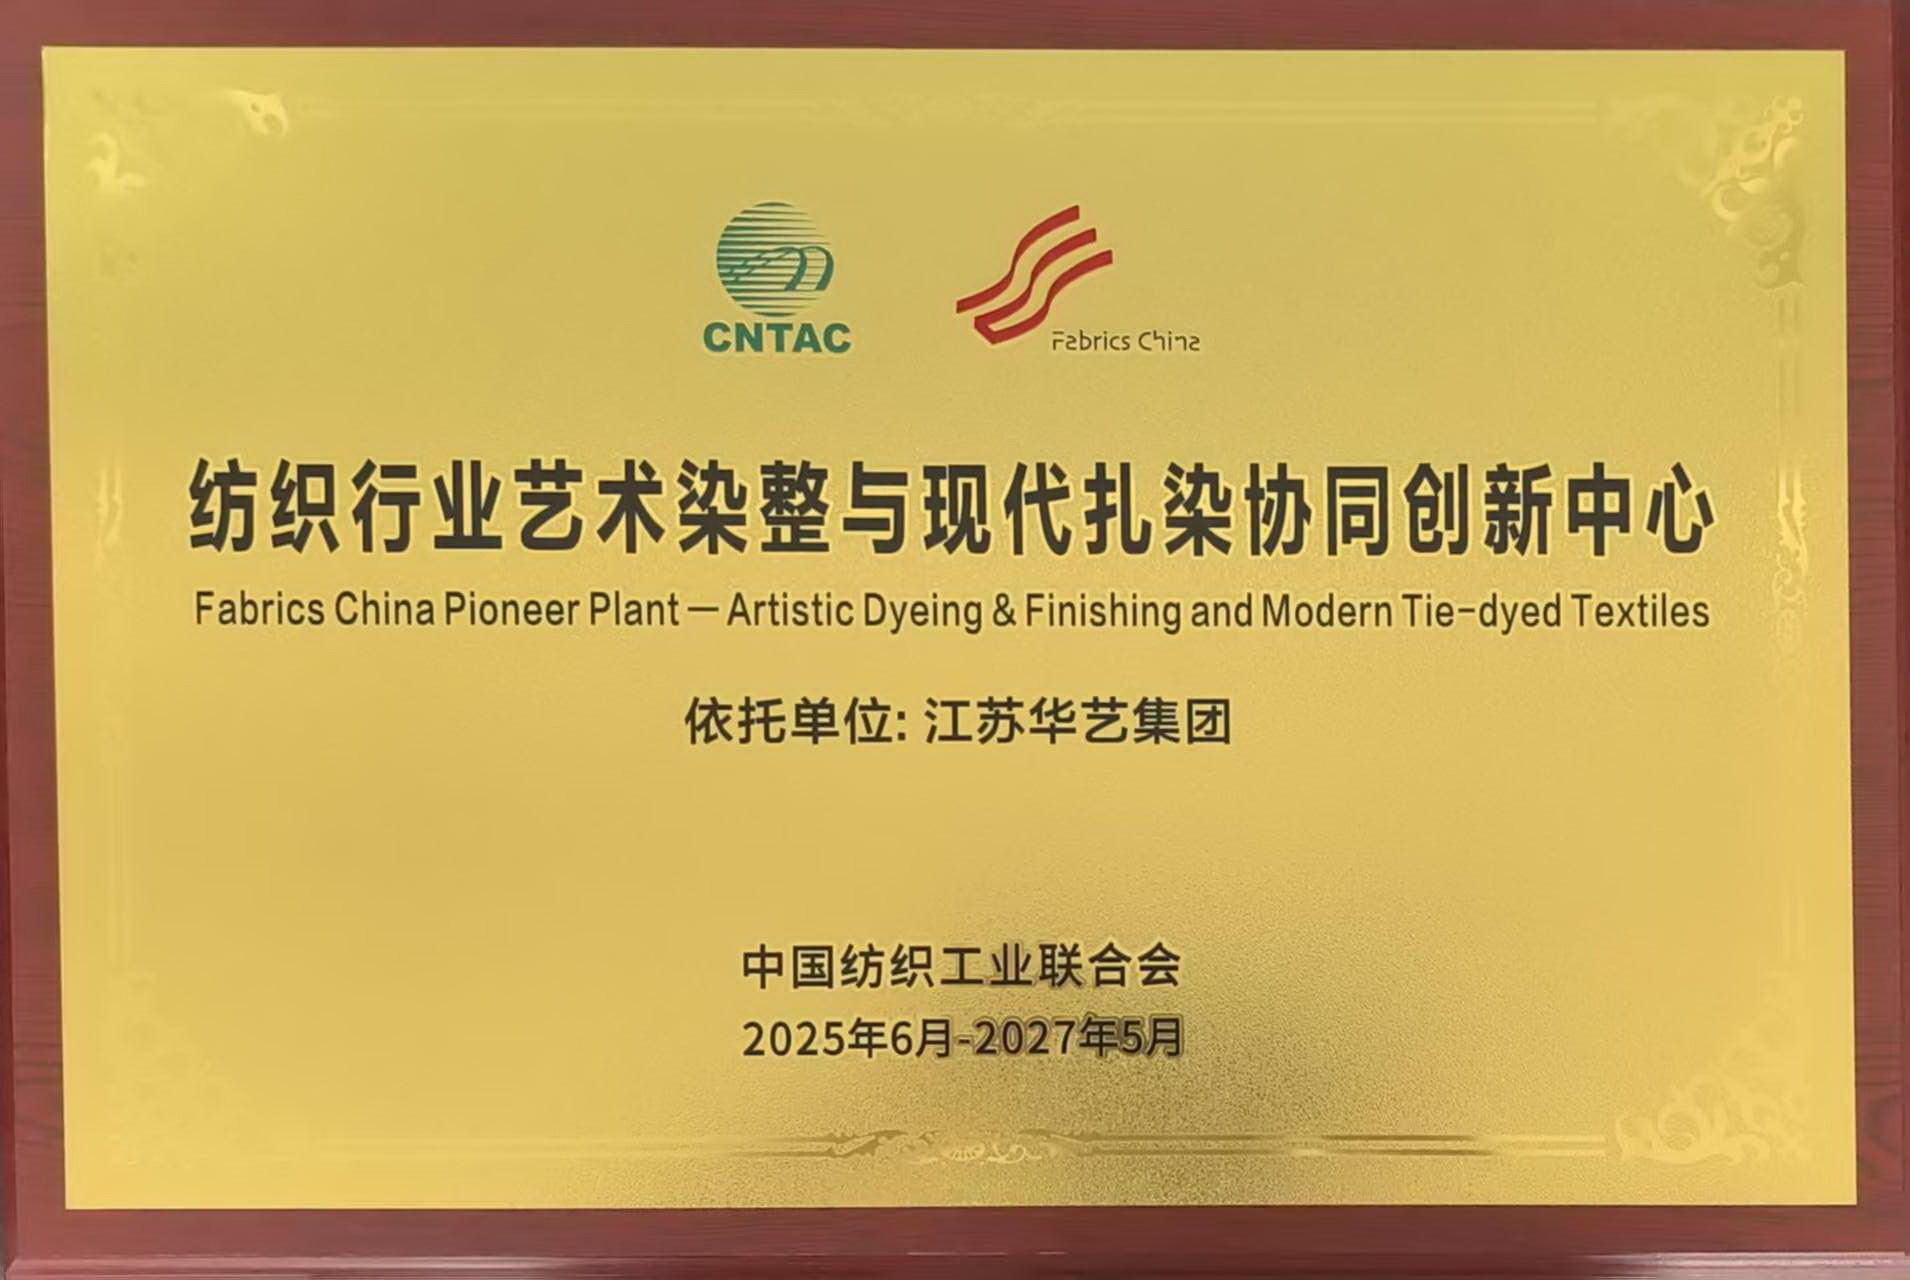 CNTAC
Fabrics China
纺织行业艺术染整与现代扎染协同创新中心
Fabrics China Pioneer Plant — Artistic Dyeing & Finishing and Modern Tie-dyed Textiles
依托单位: 江苏华艺集团
中国纺织工业联合会
2025年6月-2027年5月